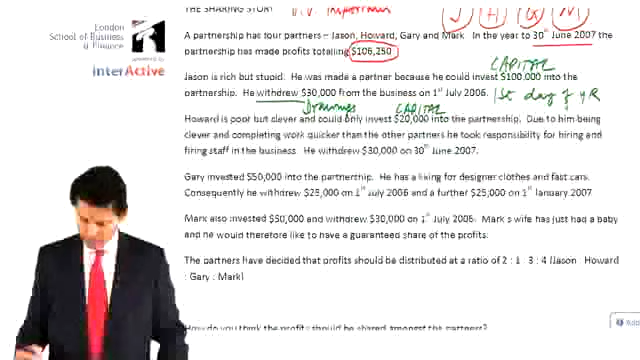 London
School of Business
& Finance
powered by
interActive
THE SHARING STORY
V.V. Important
J H G M
A partnership has four partners – Jason, Howard, Gary and Mark. In the year to 30th June 2007 the
partnership has made profits totalling $106,250
CAPITAL
Jason is rich but stupid. He was made a partner because he could invest $100,000 into the
partnership. He withdrew $30,000 from the business on 1st July 2006. 1st day of yR
Drawings CAPITAL
Howard is poor but clever and could only invest $20,000 into the partnership. Due to him being
clever and completing work quicker than the other partners he took responsibility for hiring and
firing staff in the business. He withdrew $30,000 on 30th June 2007.
Gary invested $50,000 into the partnership. He has a liking for designer clothes and fast cars.
Consequently he withdrew $25,000 on 1st July 2006 and a further $25,000 on 1st January 2007
Mark also invested $50,000 and withdrew $30,000 on 1st July 2006. Mark s wife has just had a baby
and he would therefore like to have a guaranteed share of the profits.
The partners have decided that profits should be distributed at a ratio of 2 : 1 3 : 4 (Jason Howard
: Gary : Mark)
How do you think the profits should be shared amongst the partners?